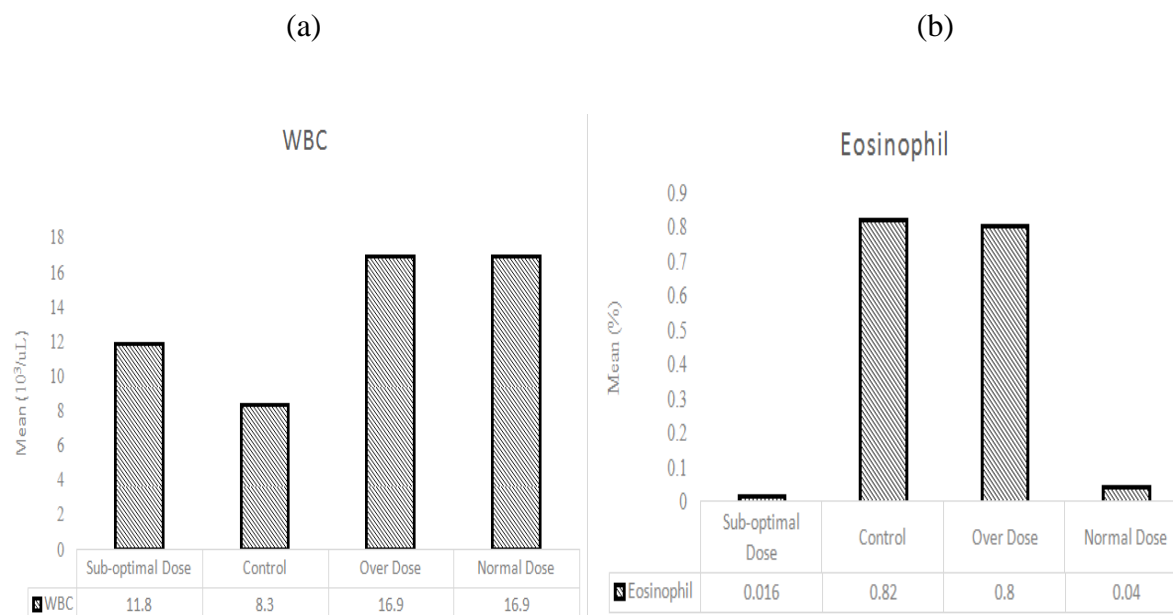 (a)
(b)
WBC
Mean (10³/uL)
18
16
14
12
10
8
6
4
2
0
Sub-optimal Dose Control Over Dose Normal Dose
WBC 11.8 8.3 16.9 16.9
Eosinophil
Mean (%)
0.9
0.8
0.7
0.6
0.5
0.4
0.3
0.2
0.1
0
Sub-optimal
Dose
Control Over Dose Normal Dose
Eosinophil 0.016 0.82 0.8 0.04